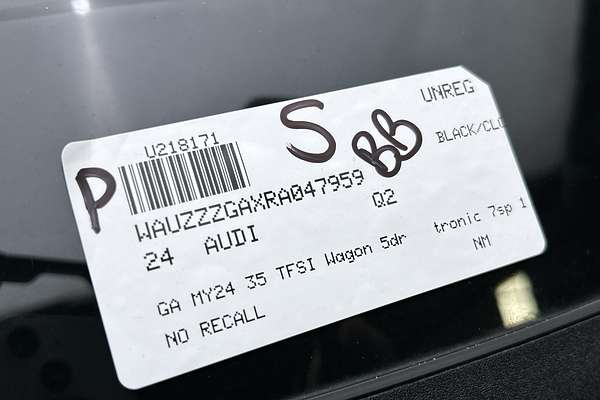 UNREG
U218171
S
BB
BLACK/CLO
P
WAUZZZGAXRA047959
24 AUDI
Q2
GA MY24 35 TFSI Wagon 5dr tronic 7sp 1
NM
NO RECALL